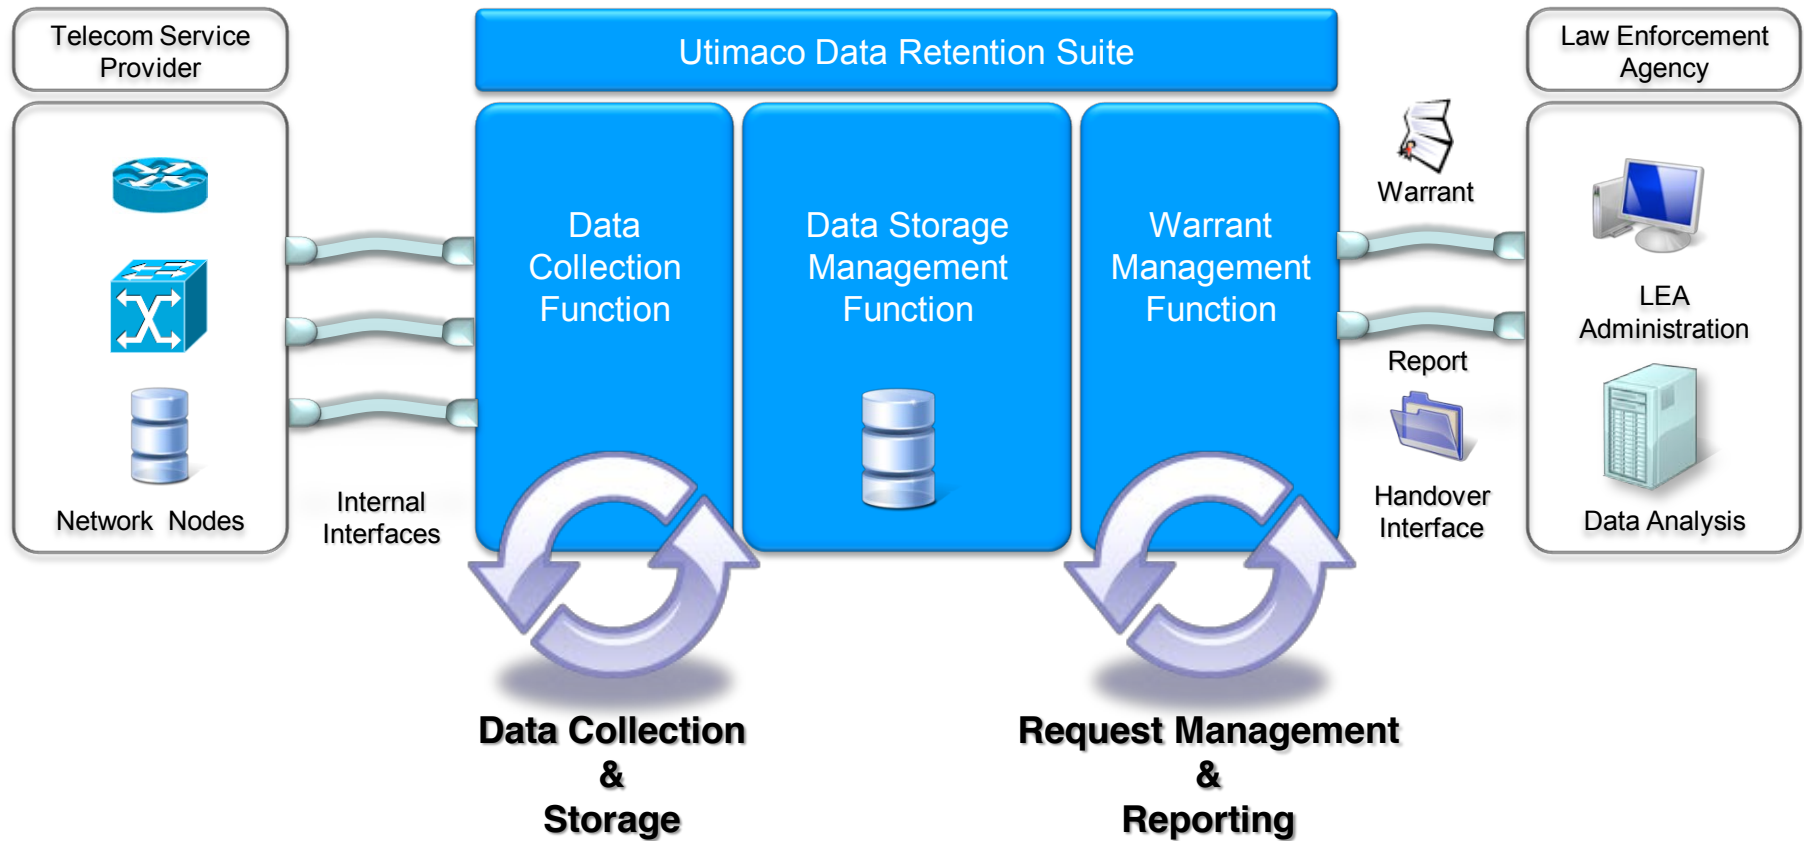 Telecom Service
Provider
Utimaco Data Retention Suite
Law Enforcement
Agency
Network Nodes
Internal
Interfaces
Data
Collection
Function
Data Storage
Management
Function
Warrant
Management
Function
Warrant
Report
Handover
Interface
LEA
Administration
Data Analysis
Data Collection
&
Storage
Request Management
&
Reporting